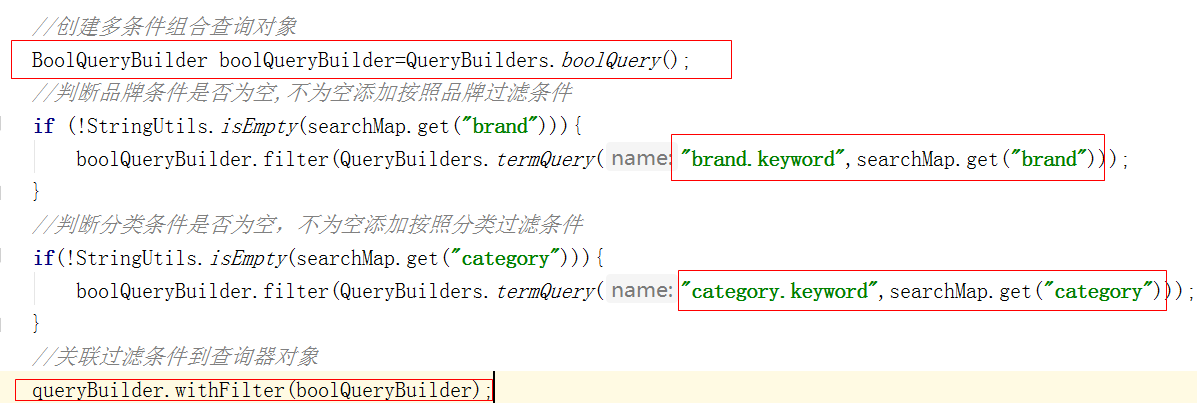 //创建多条件组合查询对象
BoolQueryBuilder boolQueryBuilder=QueryBuilders.boolQuery();
//判断品牌条件是否为空,不为空添加按照品牌过滤条件
if (!StringUtils.isEmpty(searchMap.get("brand"))){
boolQueryBuilder.filter(QueryBuilders.termQuery( name: "brand.keyword",searchMap.get("brand")));
}
//判断分类条件是否为空，不为空添加按照分类过滤条件
if(!StringUtils.isEmpty(searchMap.get("category"))){
boolQueryBuilder.filter(QueryBuilders.termQuery( name: "category.keyword",searchMap.get("category")));
}
//关联过滤条件到查询器对象
queryBuilder.withFilter(boolQueryBuilder);